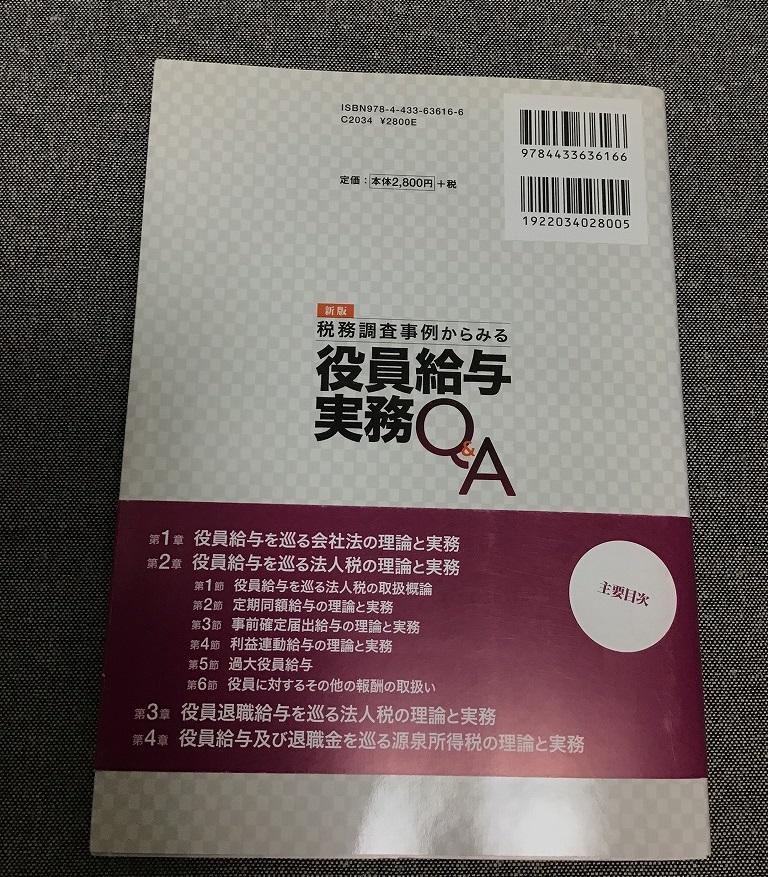 ISBN978-4-433-63616-6
C2034 ¥2800E
9784433636166
定価：本体2,800円＋税
1922034028005
新版
税務調査事例からみる
役員給与
実務Q&A
主要目次
第1章 役員給与を巡る会社法の理論と実務
第2章 役員給与を巡る法人税の理論と実務
第1節 役員給与を巡る法人税の取扱概論
第2節 定期同額給与の理論と実務
第3節 事前確定届出給与の理論と実務
第4節 利益連動給与の理論と実務
第5節 過大役員給与
第6節 役員に対するその他の報酬の取扱い
第3章 役員退職給与を巡る法人税の理論と実務
第4章 役員給与及び退職金を巡る源泉所得税の理論と実務